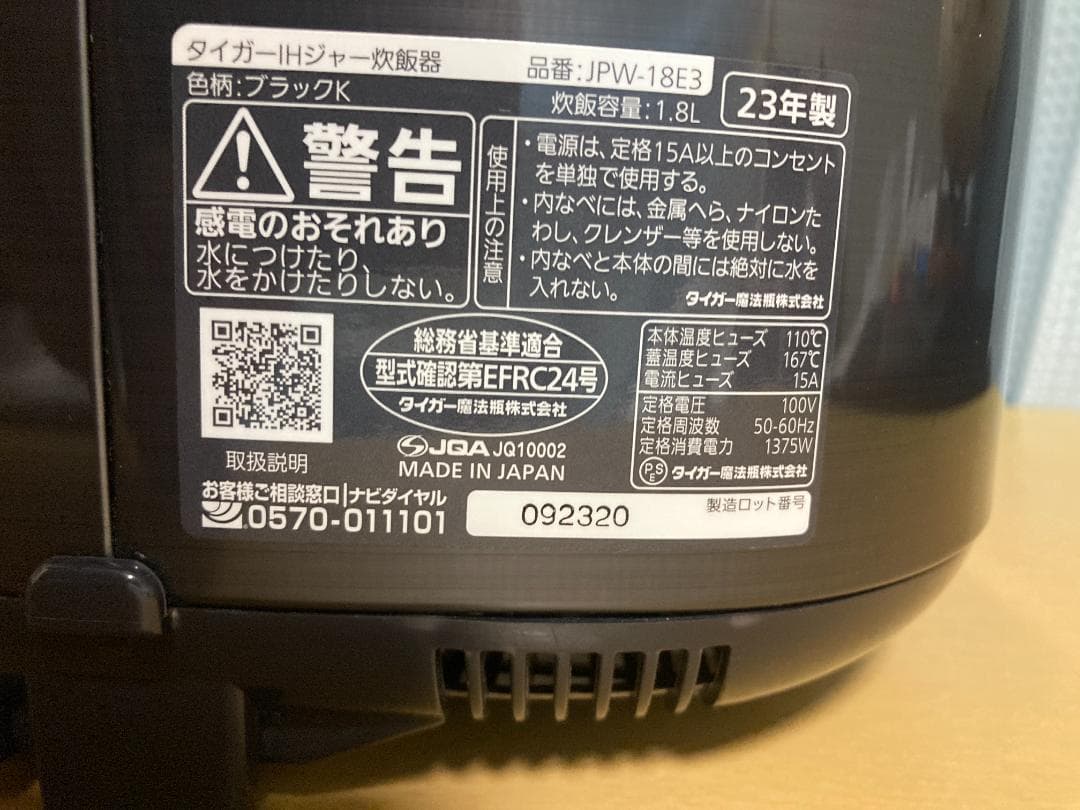 タイガーIHジャー炊飯器
品番:JPW-18E3
色柄:ブラックK
炊飯容量:1.8L
23年製
警告
感電のおそれあり
水につけたり、
水をかけたりしない。
使用上の注意
・電源は、定格15A以上のコンセント
を単独で使用する。
・内なべには、金属へら、ナイロンた
わし、クレンザー等を使用しない。
・内なべと本体の間には絶対に水を
入れない。
タイガー魔法瓶株式会社
取扱説明
総務省基準適合
型式確認第EFRC24号
タイガー魔法瓶株式会社
JQA JQ10002
MADE IN JAPAN
本体温度ヒューズ 110℃
蓋温度ヒューズ 167℃
電流ヒューズ 15A
定格電圧 100V
定格周波数 50-60Hz
定格消費電力 1375W
PSE タイガー魔法瓶株式会社
お客様ご相談窓口|ナビダイヤル
0570-011101
製造ロット番号
092320